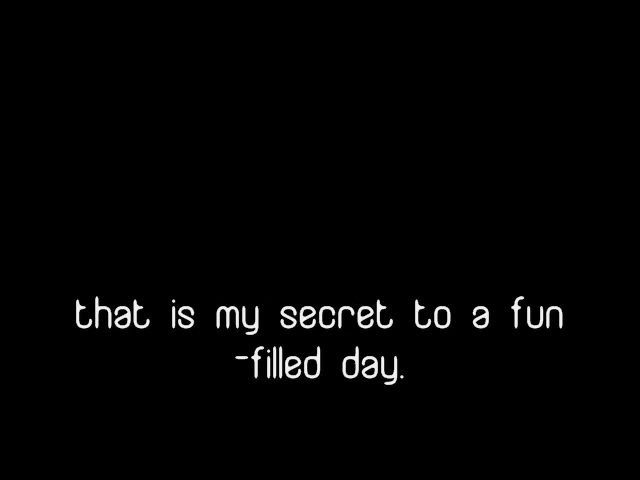 that is my secret to a fun
-filled day.